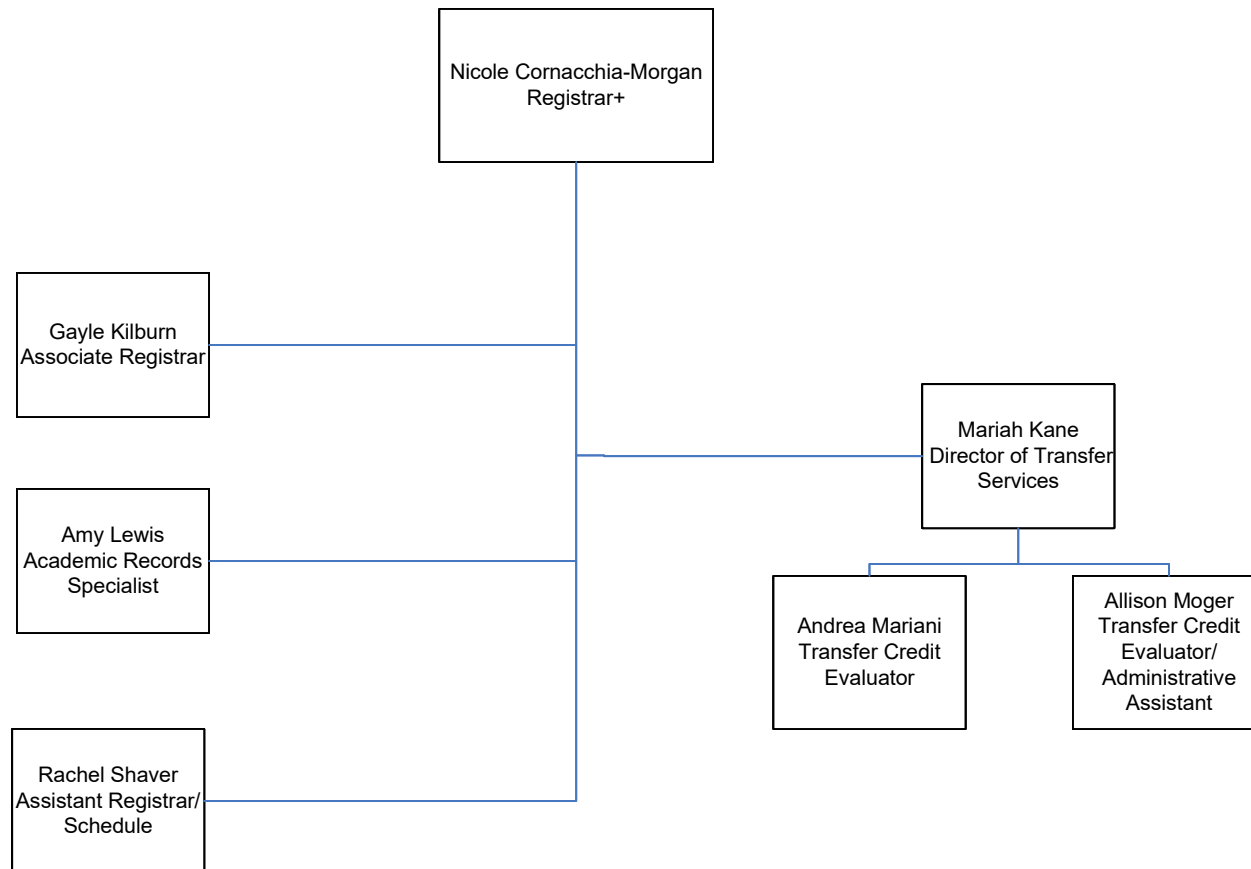 Nicole Cornacchia-Morgan
Registrar+
Gayle Kilburn
Associate Registrar
Mariah Kane
Director of Transfer
Services
Amy Lewis
Academic Records
Specialist
Andrea Mariani
Transfer Credit
Evaluator
Allison Moger
Transfer Credit
Evaluator/
Administrative
Assistant
Rachel Shaver
Assistant Registrar/
Schedule